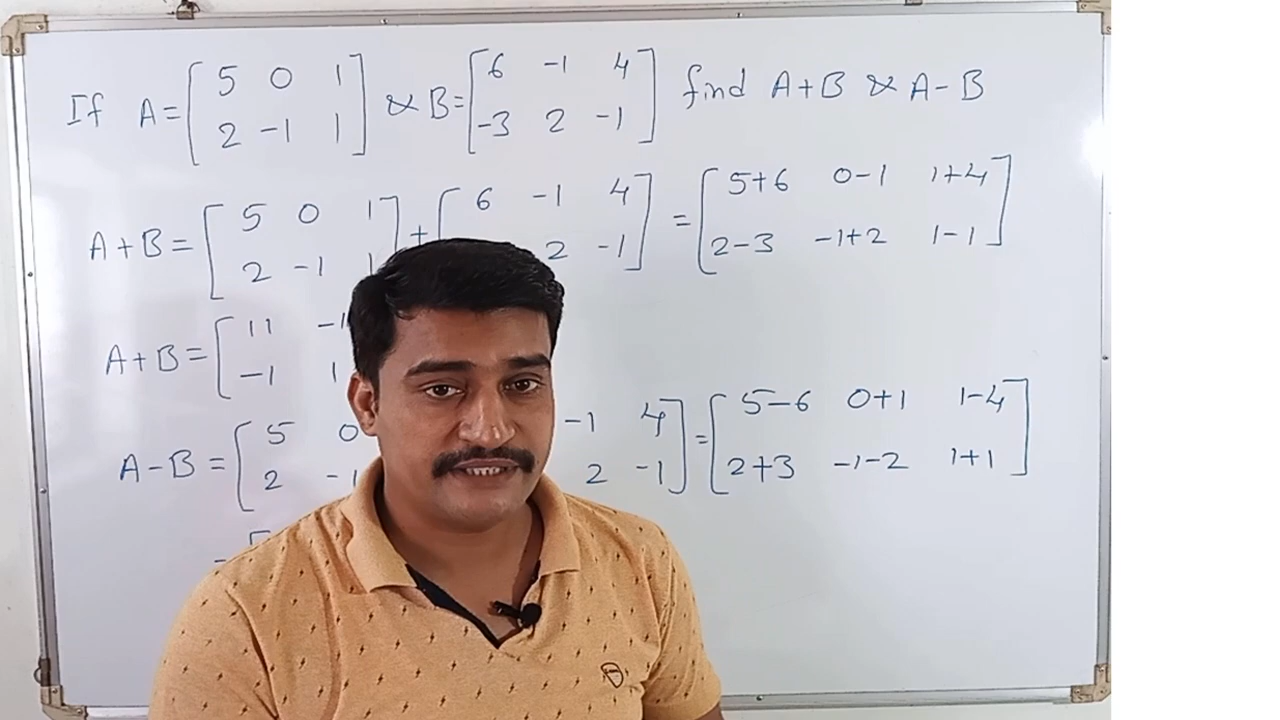 If A = [ 5 0 1 & B = [ 6 -1 4 ] find A+B & A-B
2 -1 1 ] -3 2 -1
A+B = [ 5 0 1 ] + [ 6 -1 4 ] = [ 5+6 0-1 1+4 ]
2 -1 2 -1 2-3 -1+2 1-1
A+B = [ 11
-1 1
A-B = [ 5 0 -1 4 ] = [ 5-6 0+1 1-4 ]
2 -1 2 -1 2+3 -1-2 1+1